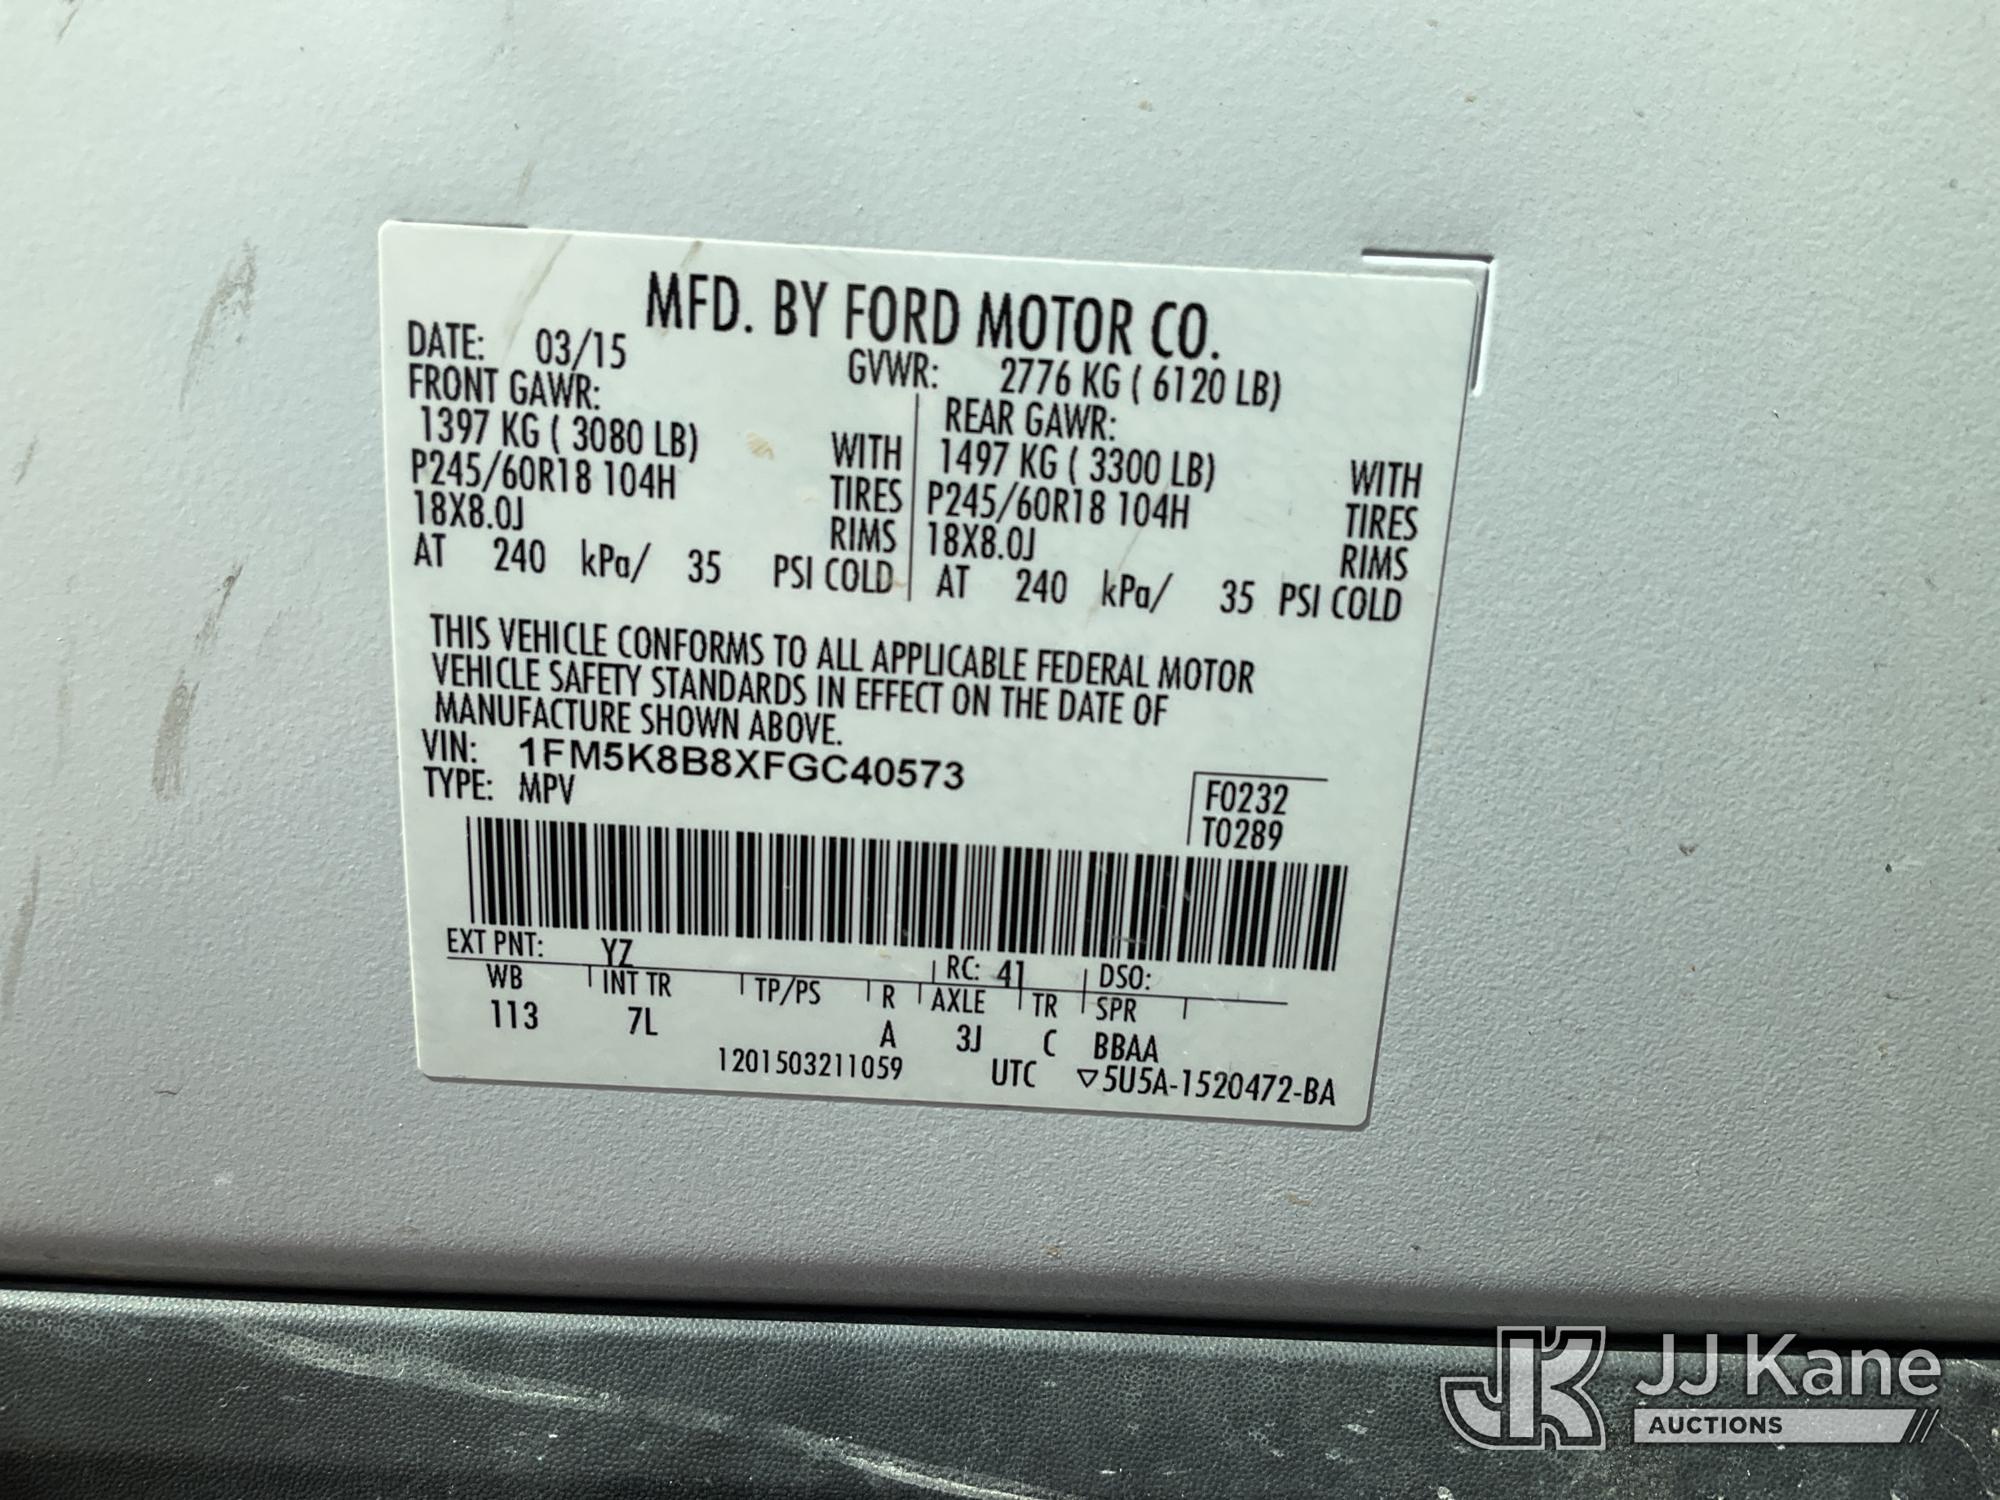 MFD. BY FORD MOTOR CO.
DATE: 03/15 GVWR: 2776 KG ( 6120 LB)
FRONT GAWR: REAR GAWR:
1397 KG ( 3080 LB) WITH 1497 KG ( 3300 LB) WITH
P245/60R18 104H TIRES P245/60R18 104H TIRES
18X8.0J RIMS 18X8.0J RIMS
AT 240 kPa/ 35 PSI COLD AT 240 kPa/ 35 PSI COLD
THIS VEHICLE CONFORMS TO ALL APPLICABLE FEDERAL MOTOR
VEHICLE SAFETY STANDARDS IN EFFECT ON THE DATE OF
MANUFACTURE SHOWN ABOVE.
VIN: 1FM5K8B8XFGC40573
TYPE: MPV F0232
T0289
EXT PNT: YZ RC: 41 DSO:
WB INT TR TP/PS R AXLE TR SPR
113 7L A 3J C BBAA
1201503211059 UTC ▽5U5A-1520472-BA
JK JJ Kane
AUCTIONS